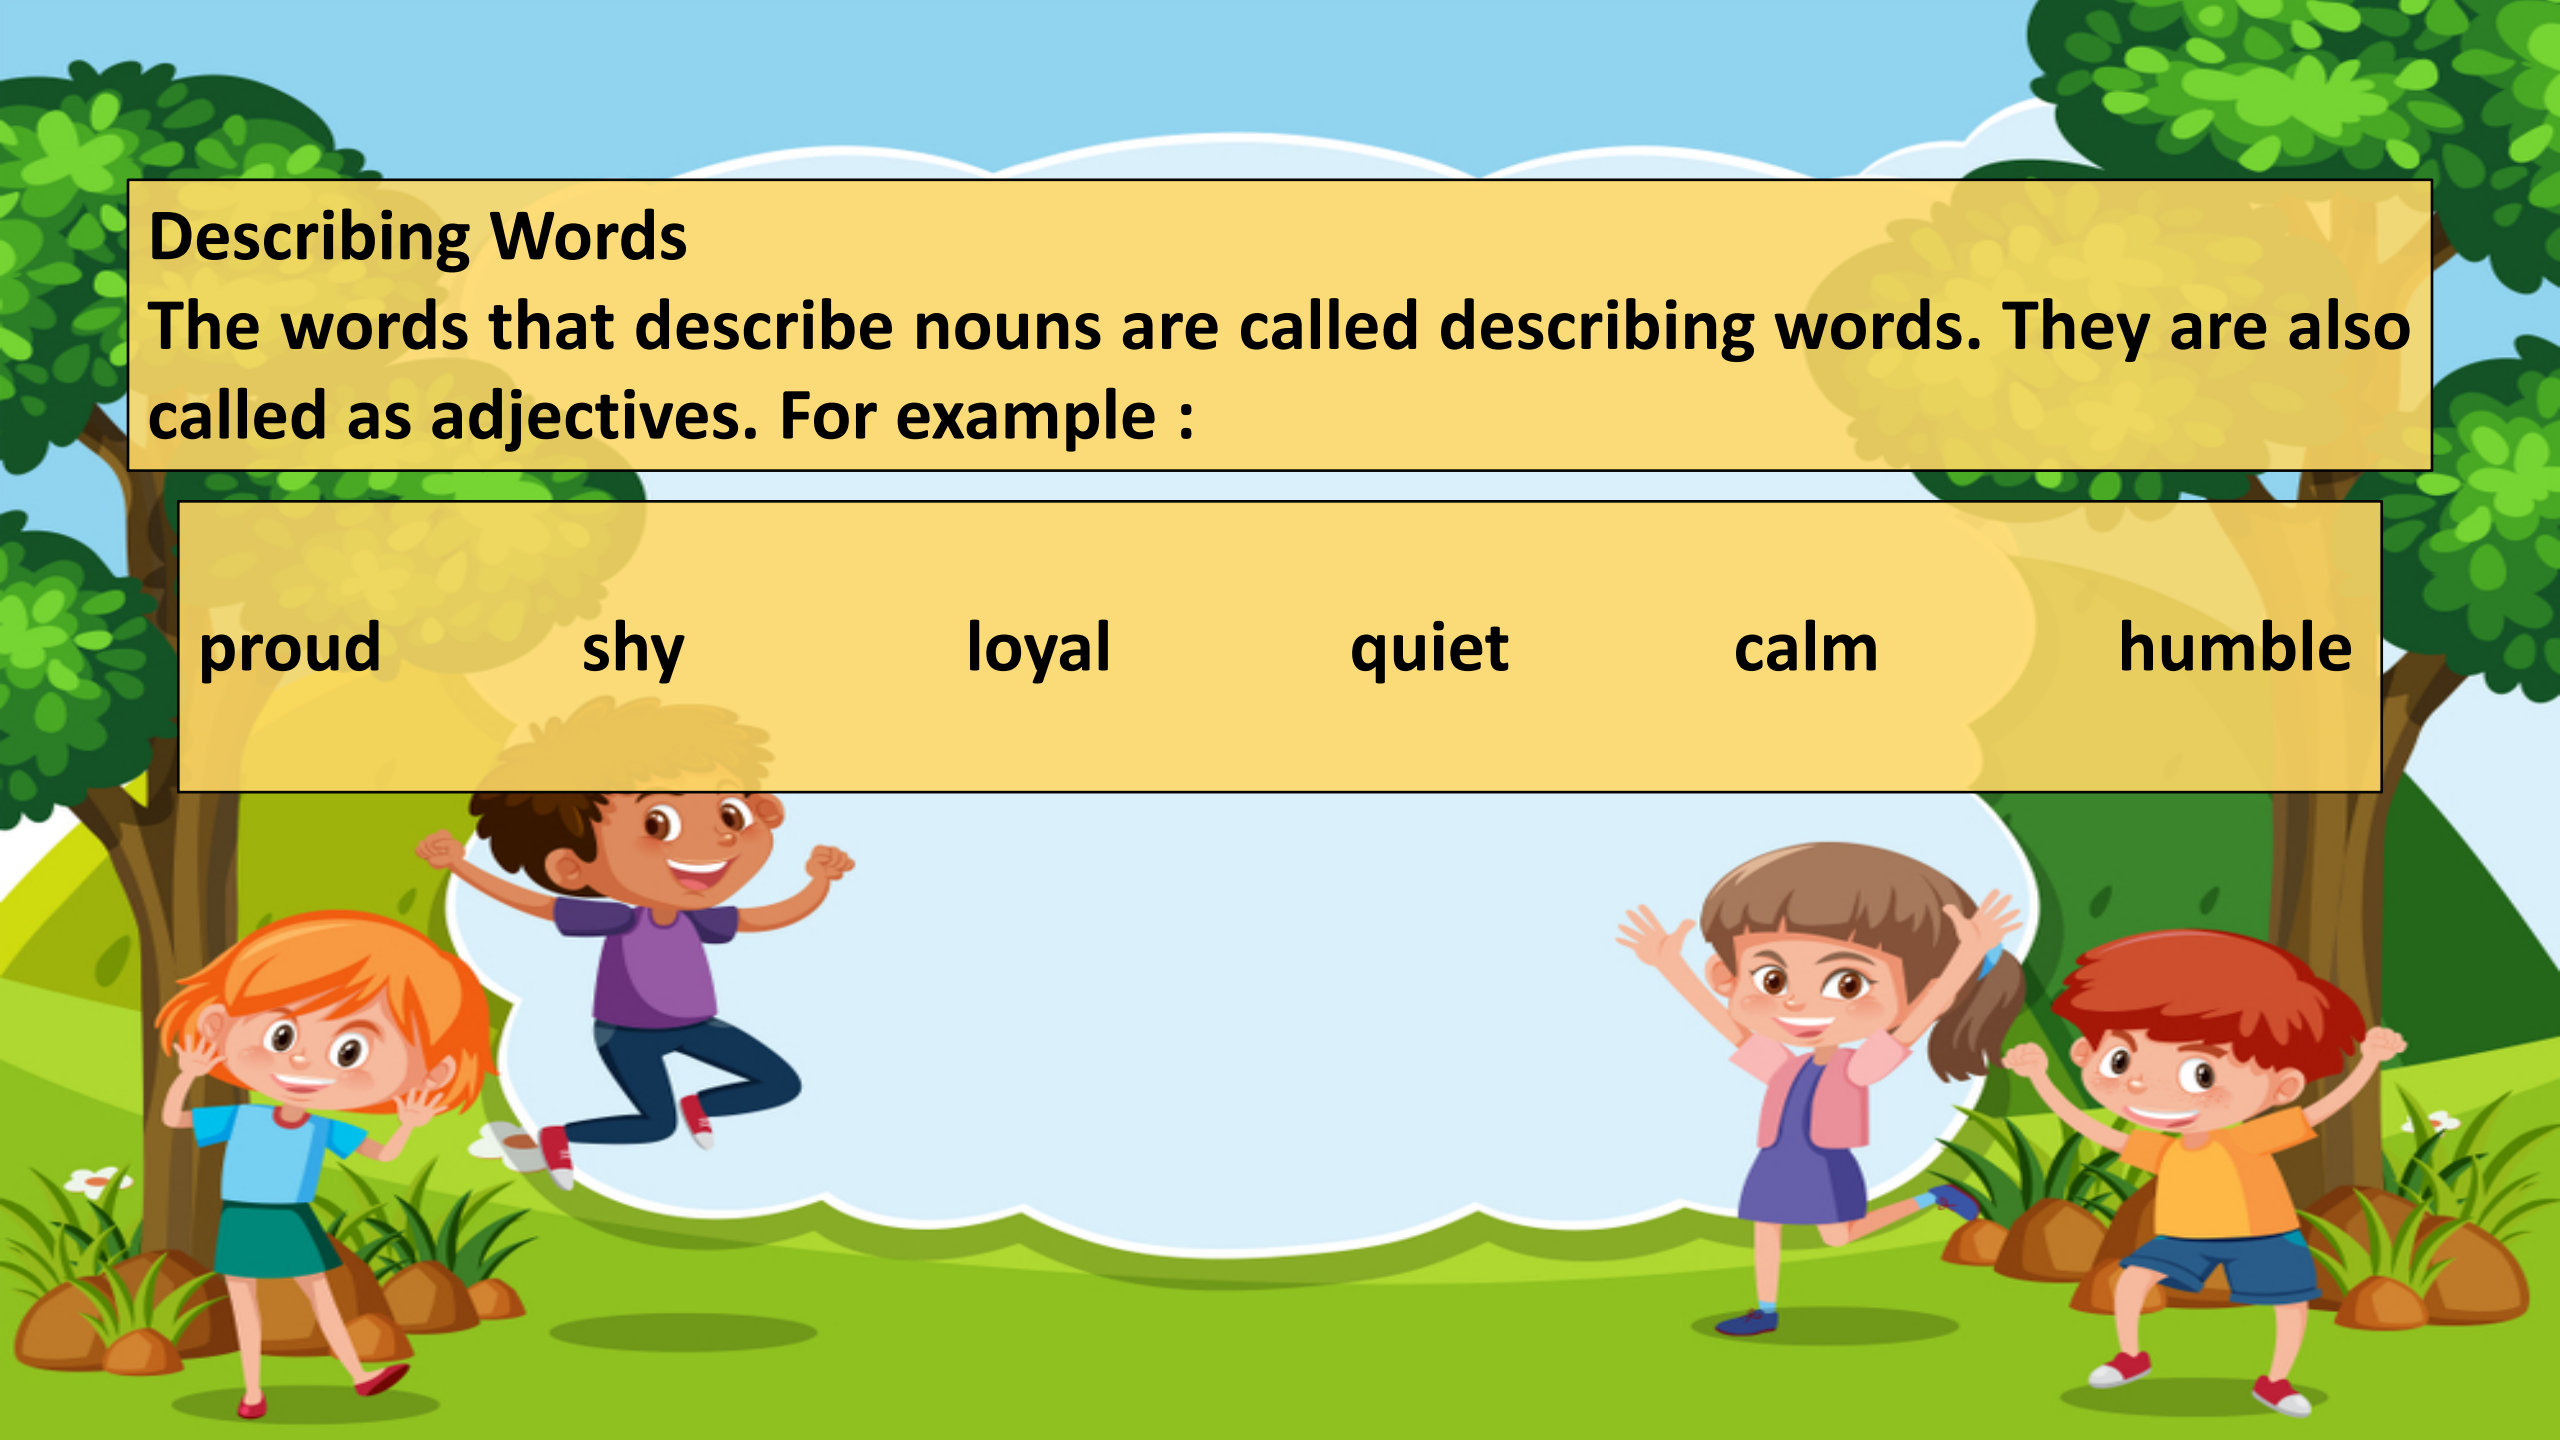 Describing Words
The words that describe nouns are called describing words. They are also
called as adjectives. For example :
proud shy loyal quiet calm humble